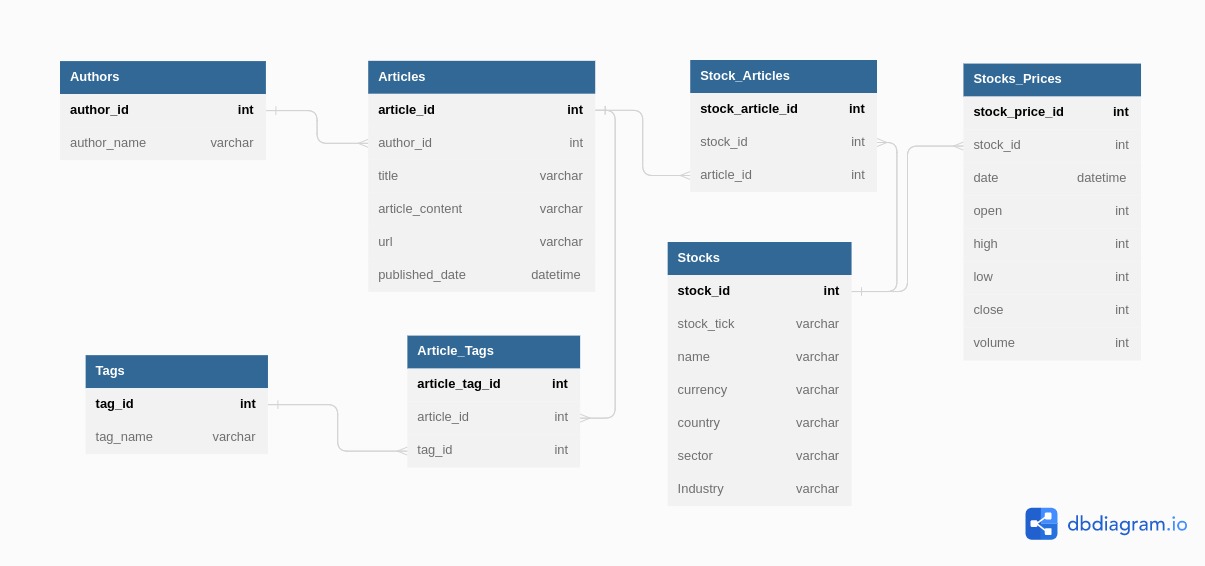 Authors
author_id int
author_name varchar
Articles
article_id int
author_id int
title varchar
article_content varchar
url varchar
published_date datetime
Stock_Articles
stock_article_id int
stock_id int
article_id int
Stocks_Prices
stock_price_id int
stock_id int
date datetime
open int
high int
low int
close int
volume int
Stocks
stock_id int
stock_tick varchar
name varchar
currency varchar
country varchar
sector varchar
Industry varchar
Tags
tag_id int
tag_name varchar
Article_Tags
article_tag_id int
article_id int
tag_id int
dbdiagram.io